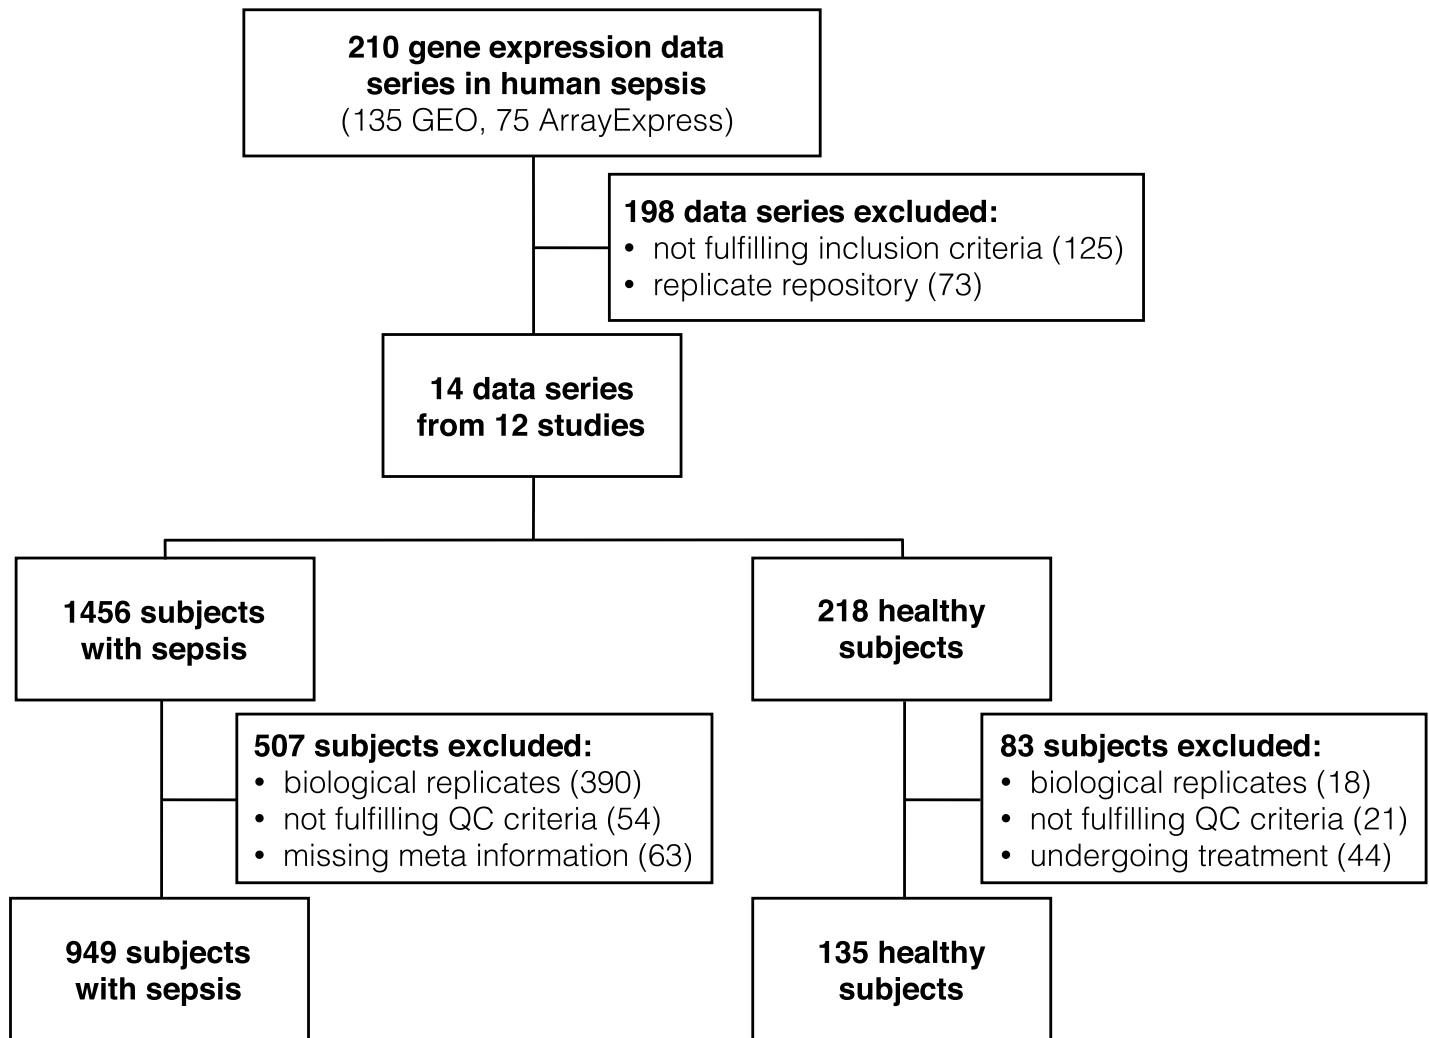 210 gene expression data
series in human sepsis
(135 GEO, 75 ArrayExpress)
198 data series excluded:
• not fulfilling inclusion criteria (125)
• replicate repository (73)
14 data series
from 12 studies
1456 subjects
with sepsis
218 healthy
subjects
507 subjects excluded:
• biological replicates (390)
• not fulfilling QC criteria (54)
• missing meta information (63)
83 subjects excluded:
• biological replicates (18)
• not fulfilling QC criteria (21)
• undergoing treatment (44)
949 subjects
with sepsis
135 healthy
subjects